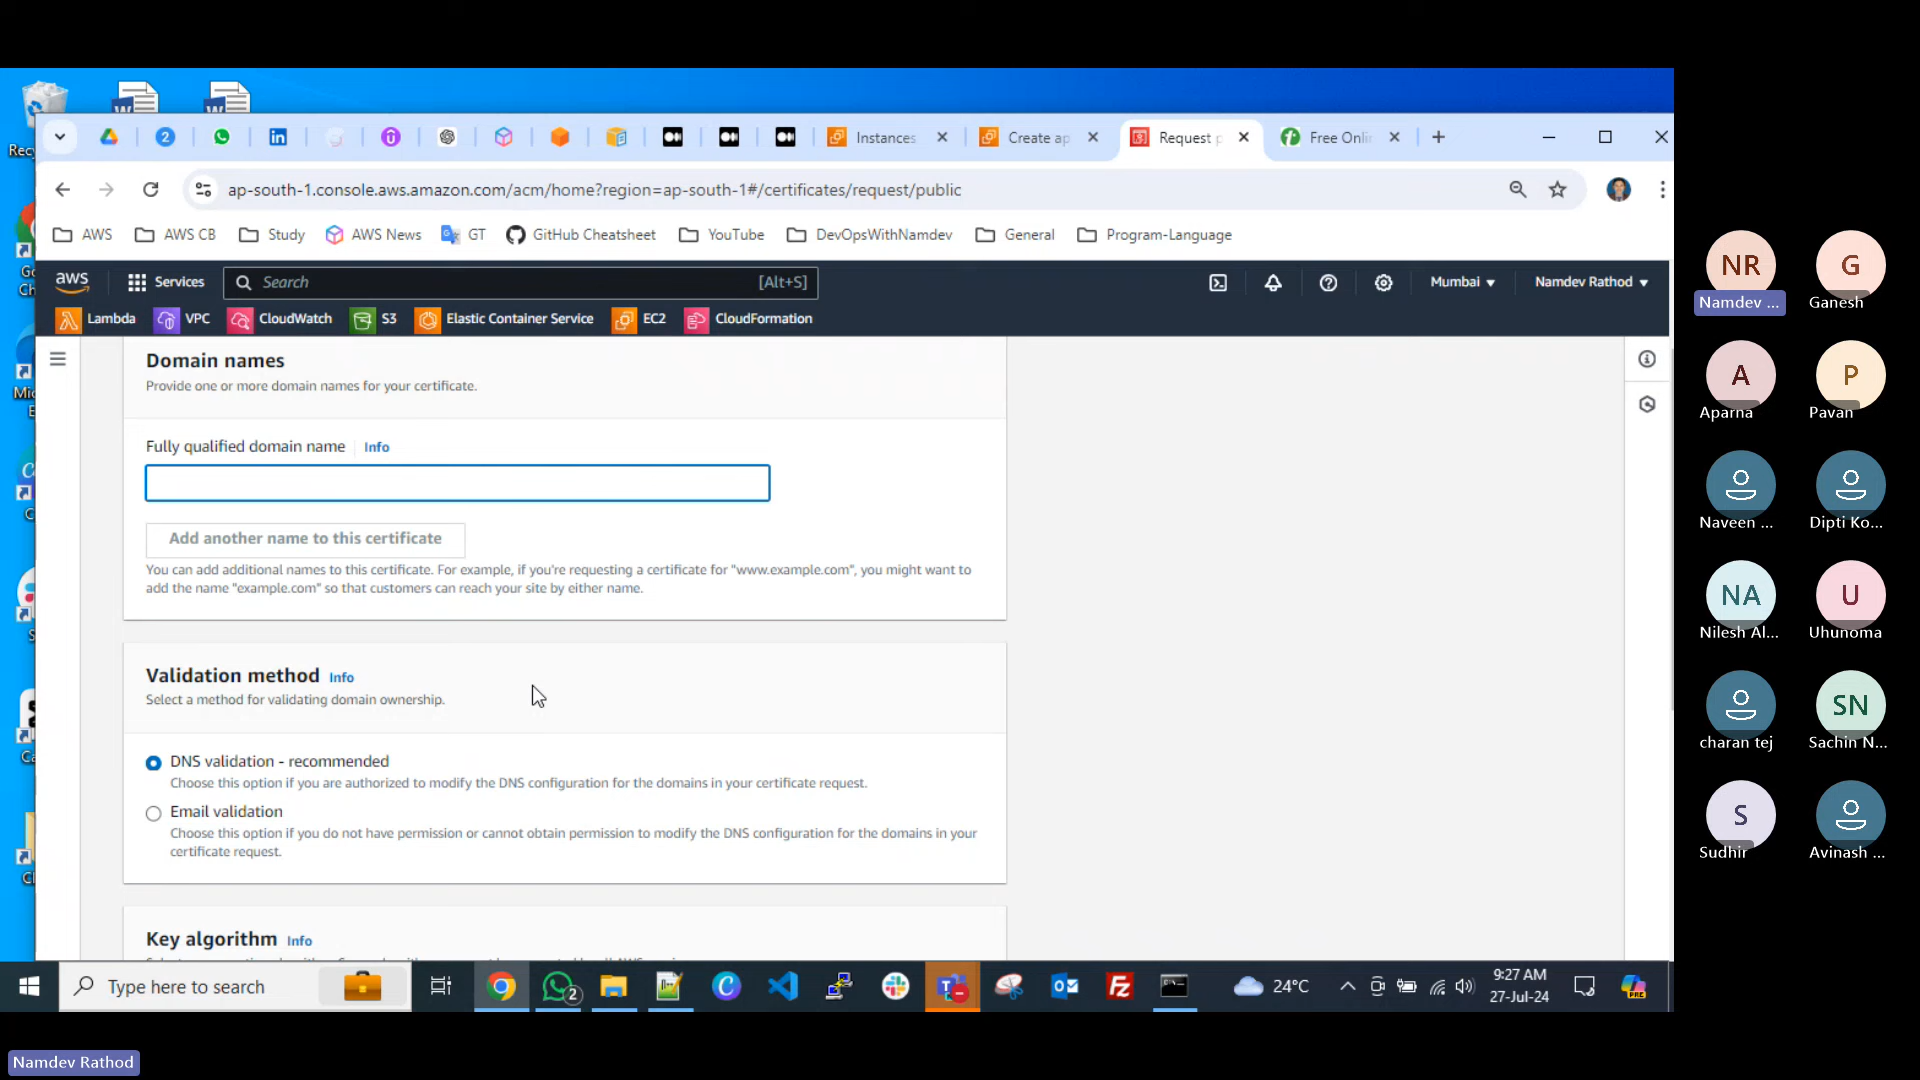 Instances
Create ap
Request p
Free Onli
ap-south-1.console.aws.amazon.com/acm/home?region=ap-south-1#/certificates/request/public
AWS
AWS CB
Study
AWS News
GT
GitHub Cheatsheet
YouTube
DevOpsWithNamdev
General
Program-Language
aws
Services
Search
[Alt+S]
Mumbai
Namdev Rathod
Lambda
VPC
CloudWatch
S3
Elastic Container Service
EC2
CloudFormation
Domain names
Provide one or more domain names for your certificate.
Fully qualified domain name
Info
Add another name to this certificate
You can add additional names to this certificate. For example, if you're requesting a certificate for "www.example.com", you might want to
add the name "example.com" so that customers can reach your site by either name.
Validation method Info
Select a method for validating domain ownership.
DNS validation - recommended
Choose this option if you are authorized to modify the DNS configuration for the domains in your certificate request.
Email validation
Choose this option if you do not have permission or cannot obtain permission to modify the DNS configuration for the domains in your
certificate request.
Key algorithm Info
Type here to search
2
24°C
9:27 AM
27-Jul-24
NR
Namdev ...
G
Ganesh
A
Aparna
P
Pavan
Naveen ...
Dipti Ko...
NA
Nilesh Al...
U
Uhunoma
charan tej
SN
Sachin N...
S
Sudhir
Avinash ...
Namdev Rathod